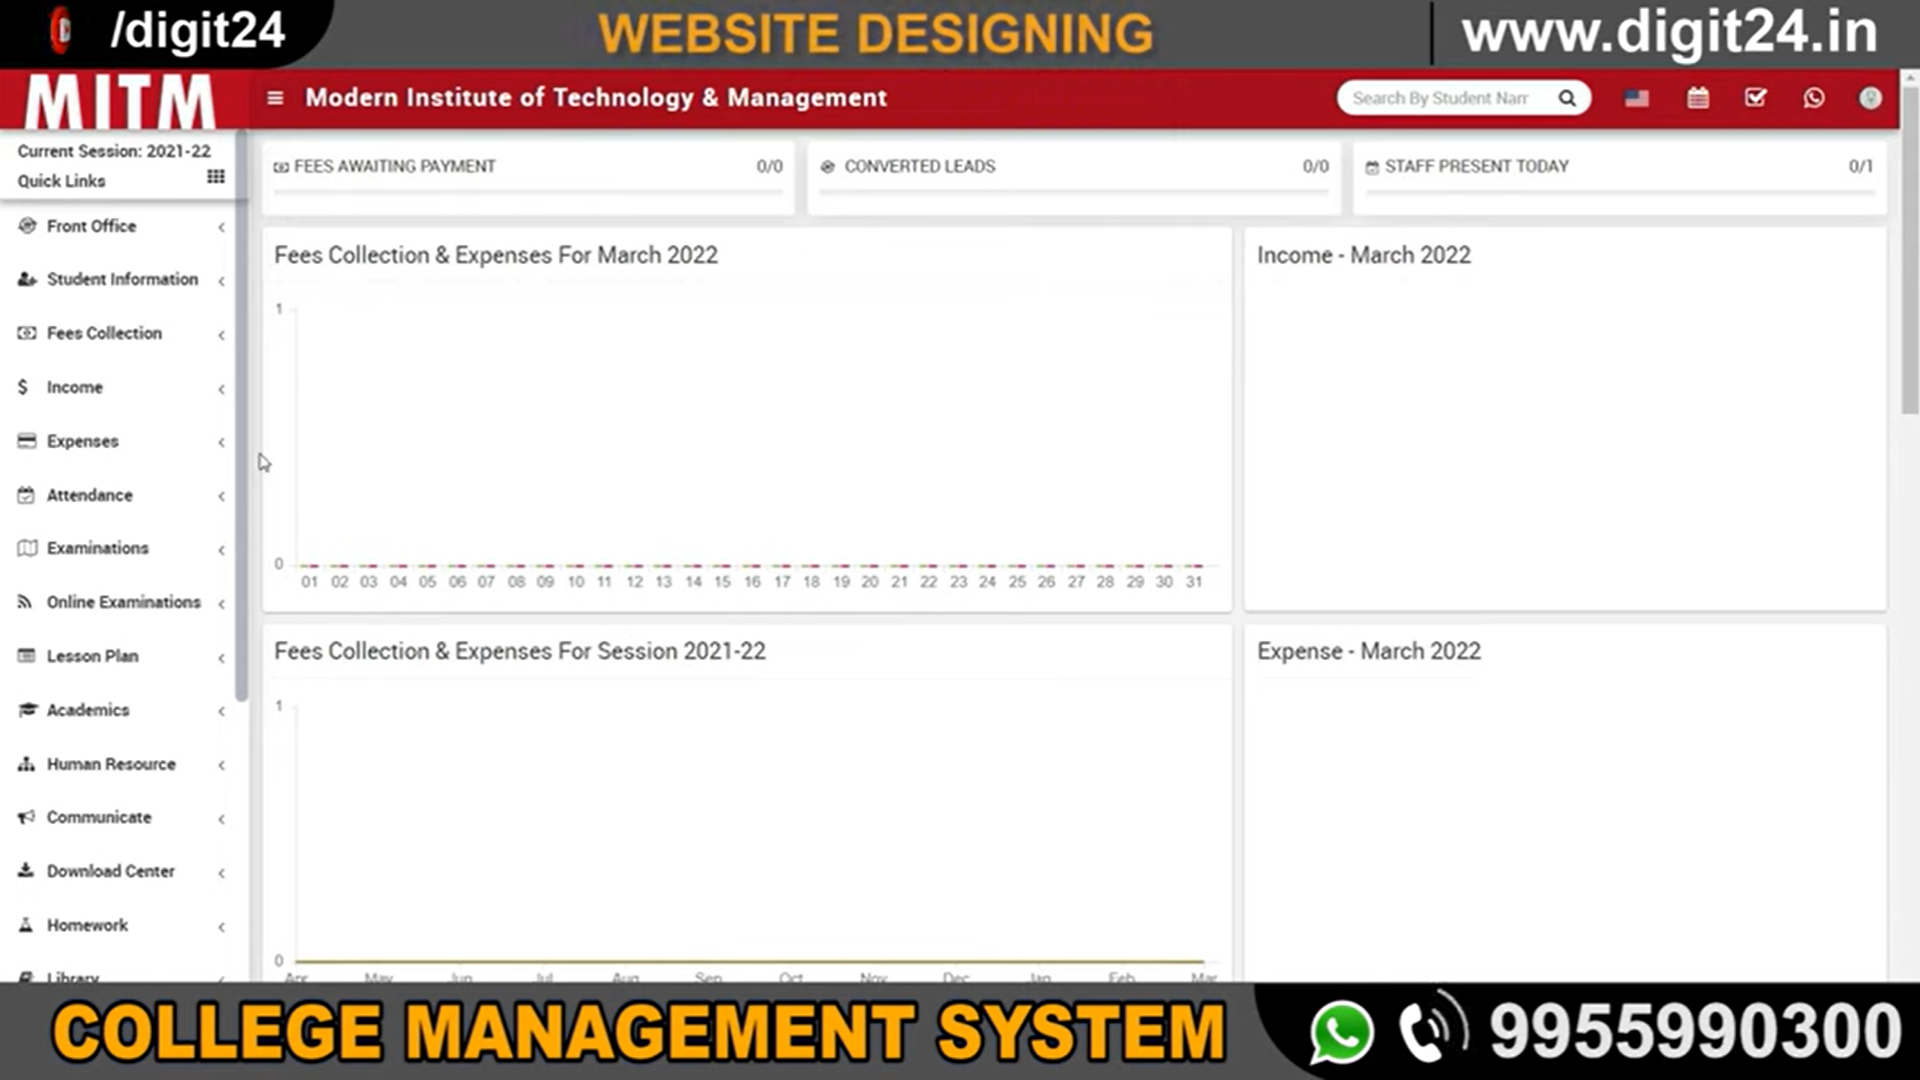 /digit24
WEBSITE DESIGNING
www.digit24.in
MITM
Modern Institute of Technology & Management
Search By Student Nam
Current Session: 2021-22
Quick Links
FEES AWAITING PAYMENT 0/0
CONVERTED LEADS 0/0
STAFF PRESENT TODAY 0/1
Front Office
Student Information
Fees Collection
Income
Expenses
Attendance
Examinations
Online Examinations
Lesson Plan
Academics
Human Resource
Communicate
Download Center
Homework
Library
Fees Collection & Expenses For March 2022
1
0
01 02 03 04 05 06 07 08 09 10 11 12 13 14 15 16 17 18 19 20 21 22 23 24 25 26 27 28 29 30 31
Income - March 2022
Fees Collection & Expenses For Session 2021-22
1
0
Apr May Jun Jul Aug Sep Oct Nov Dec Jan Feb Mar
Expense - March 2022
COLLEGE MANAGEMENT SYSTEM
9955990300